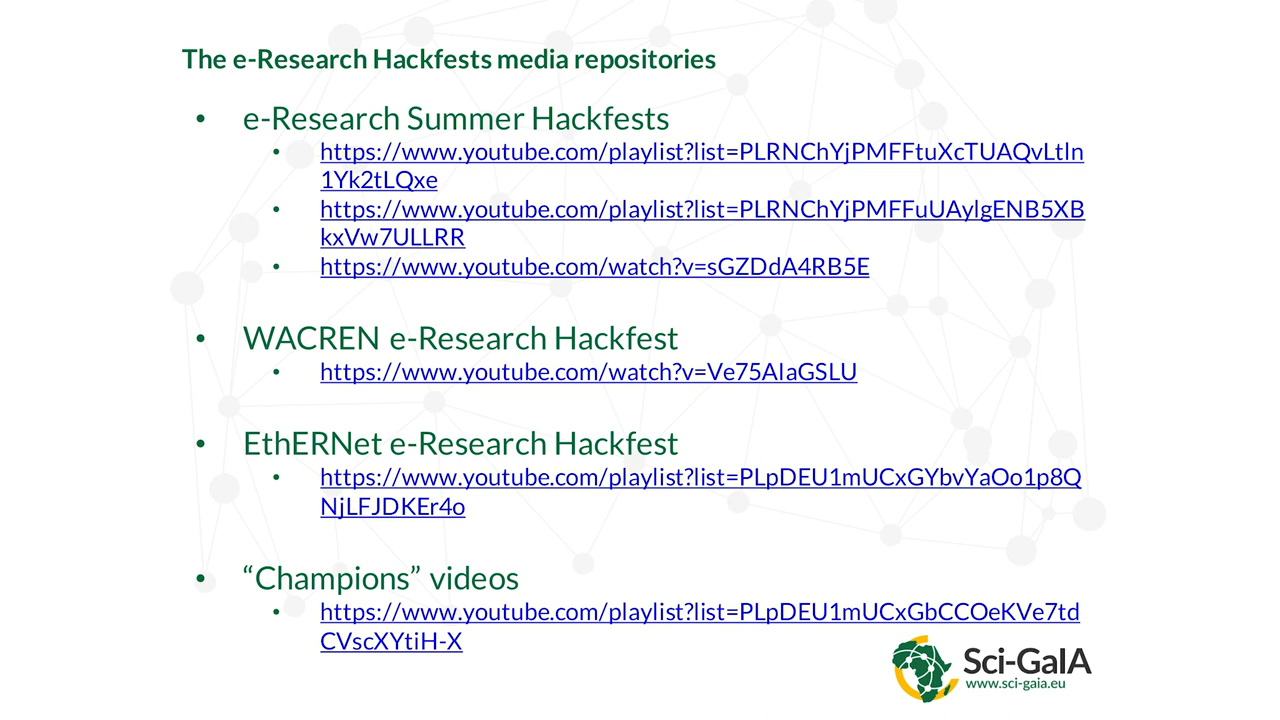 The e-Research Hackfests media repositories
• e-Research Summer Hackfests
• https://www.youtube.com/playlist?list=PLRNChYjPMFFtuXcTUAQvLtln
1Yk2tLQxe
• https://www.youtube.com/playlist?list=PLRNChYjPMFFuUAylgENB5XB
kxVw7ULLRR
• https://www.youtube.com/watch?v=sGZDdA4RB5E
• WACREN e-Research Hackfest
• https://www.youtube.com/watch?v=Ve75AIaGSLU
• EthERNet e-Research Hackfest
• https://www.youtube.com/playlist?list=PLpDEU1mUCxGYbvYaOo1p8Q
NjLFJDKEr4o
• “Champions” videos
• https://www.youtube.com/playlist?list=PLpDEU1mUCxGbCCOeKVe7td
CVscXYtiH-X
Sci-GaIA
www.sci-gaia.eu